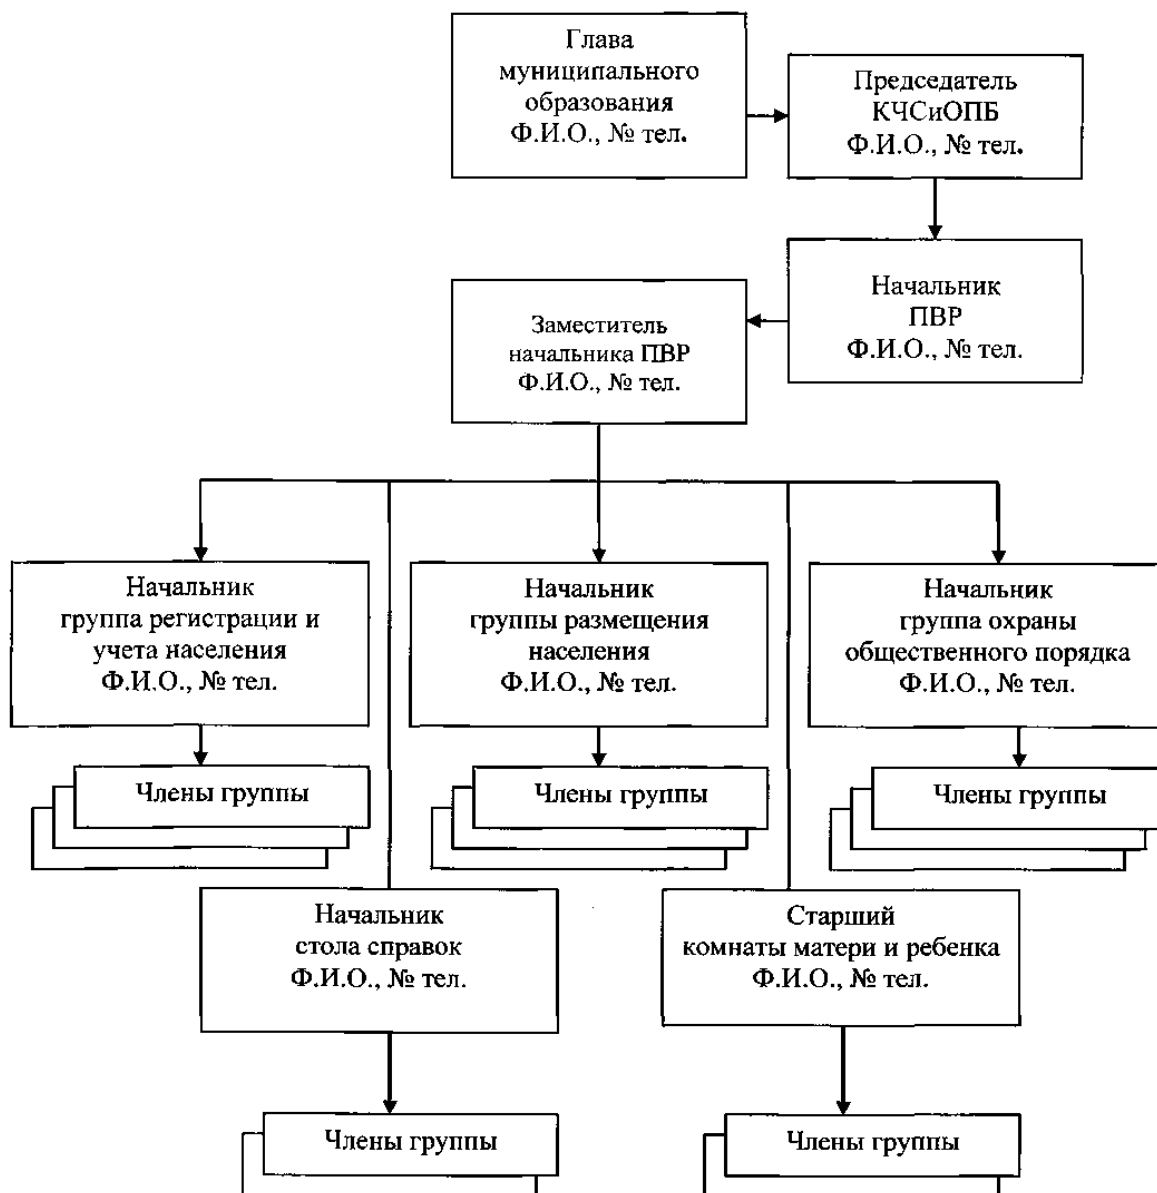 Глава
муниципального
образования
Ф.И.О., № тел.
Председатель
КЧСиОПБ
Ф.И.О., № тел.
Начальник
ПВР
Ф.И.О., № тел.
Заместитель
начальника ПВР
Ф.И.О., № тел.
Начальник
группа регистрации и
учета населения
Ф.И.О., № тел.
Начальник
группы размещения
населения
Ф.И.О., № тел.
Начальник
группа охраны
общественного порядка
Ф.И.О., № тел.
Члены группы
Члены группы
Члены группы
Начальник
стола справок
Ф.И.О., № тел.
Старший
комнаты матери и ребенка
Ф.И.О., № тел.
Члены группы
Члены группы